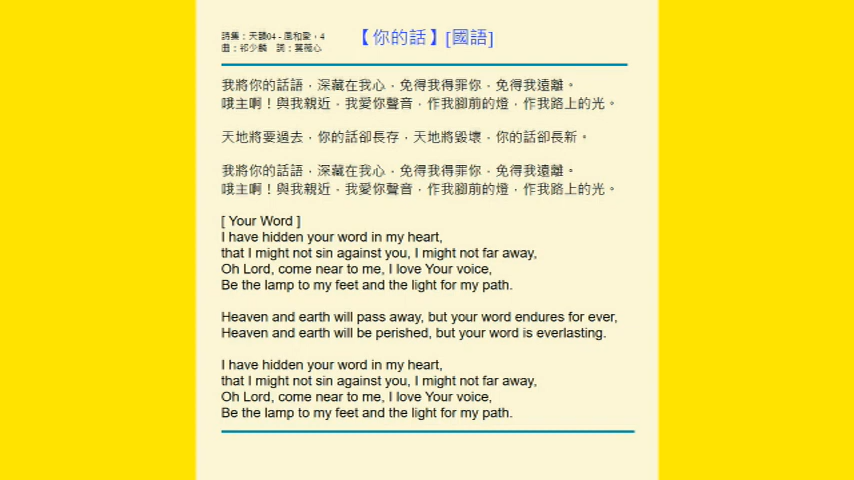 詩集：天韻04 - 風和愛，4
【你的話】[國語]
曲：祁少麟 詞：葉薇心
我將你的話語，深藏在我心，免得我得罪你，免得我遠離。
哦主啊！與我親近，我愛你聲音，作我腳前的燈，作我路上的光。
天地將要過去，你的話卻長存，天地將毀壞，你的話卻長新。
我將你的話語，深藏在我心，免得我得罪你，免得我遠離。
哦主啊！與我親近，我愛你聲音，作我腳前的燈，作我路上的光。
[ Your Word ]
I have hidden your word in my heart,
that I might not sin against you, I might not far away,
Oh Lord, come near to me, I love Your voice,
Be the lamp to my feet and the light for my path.
Heaven and earth will pass away, but your word endures for ever,
Heaven and earth will be perished, but your word is everlasting.
I have hidden your word in my heart,
that I might not sin against you, I might not far away,
Oh Lord, come near to me, I love Your voice,
Be the lamp to my feet and the light for my path.